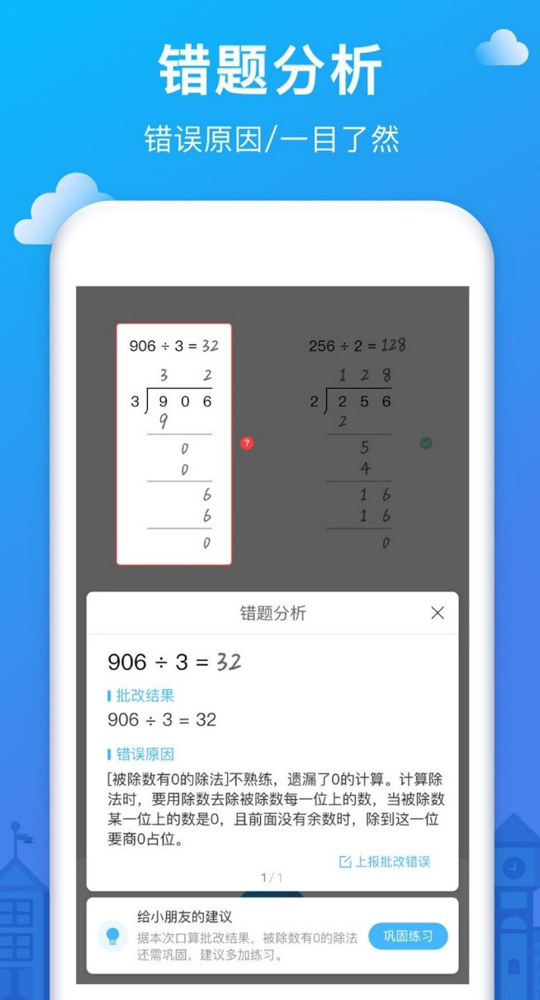 错题分析
错误原因/一目了然
906 ÷ 3 = 32
3 2
3 9 0 6
9
0
0
6
6
0
?
256 ÷ 2 = 128
1 2 8
2 2 5 6
2
5
4
1 6
1 6
0
错题分析
906 ÷ 3 = 32
批改结果
906 ÷ 3 = 32
错误原因
[被除数有0的除法]不熟练，遗漏了0的计算。计算除
法时，要用除数去除被除数每一位上的数，当被除数
某一位上的数是0，且前面没有余数时，除到这一位
要商0占位。
上报批改错误
1/1
给小朋友的建议
据本次口算批改结果，被除数有0的除法
还需巩固，建议多加练习。
巩固练习